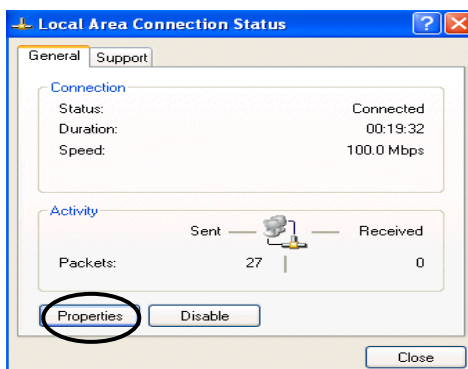 Local Area Connection Status
General Support
Connection
Status: Connected
Duration: 00:19:32
Speed: 100.0 Mbps
Activity
Sent Received
Packets: 27 0
Properties Disable
Close